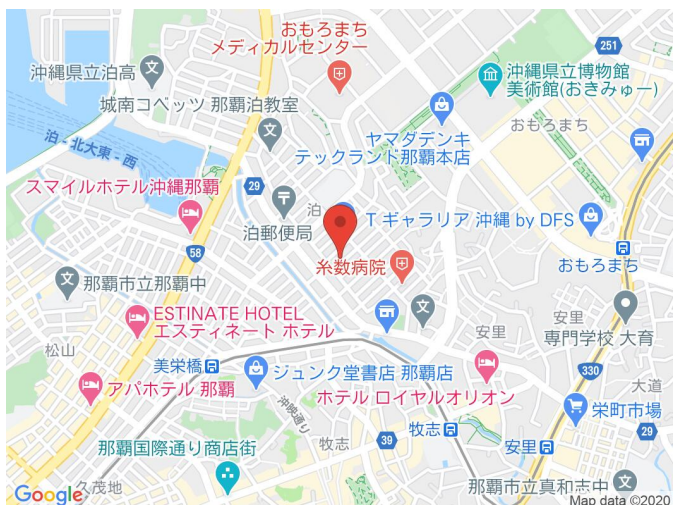 おもろまち
メディカルセンター
251
沖縄県立泊高
沖縄県立博物館
美術館(おきみゅー)
城南コベッツ 那覇泊教室
ヤマダデンキ
テックランド那覇本店
おもろまち
泊 - 北大東 - 西
スマイルホテル沖縄那覇
29
泊
泊郵便局
T ギャラリア 沖縄 by DFS
58
糸数病院
おもろまち
那覇市立那覇中
ESTINATE HOTEL
エスティネート ホテル
安里
専門学校 大育
松山
美栄橋
330
アパホテル 那覇
ジュンク堂書店 那覇店
ホテル ロイヤルオリオン
大道
沖映通り
栄町市場
牧志
29
那覇国際通り商店街
39
牧志
安里
安里
那覇市立真和志中
久茂地
Google
Map data ©2020